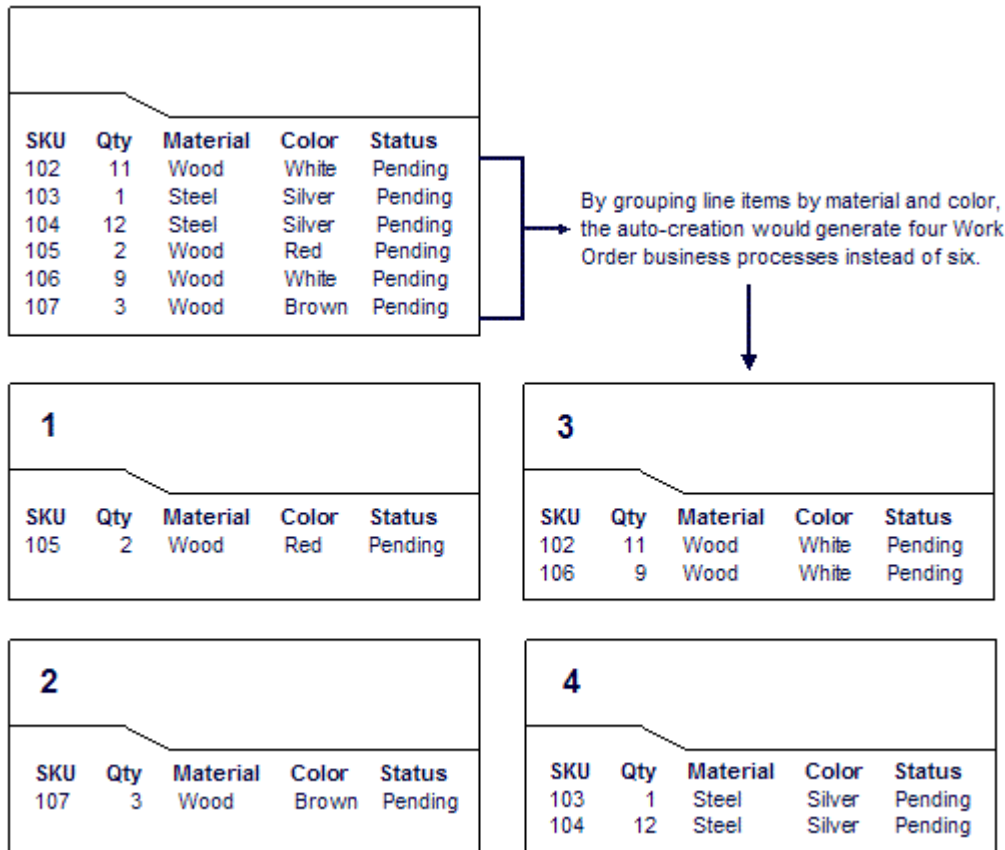 SKU Qty Material Color Status
102 11 Wood White Pending
103 1 Steel Silver Pending
104 12 Steel Silver Pending
105 2 Wood Red Pending
106 9 Wood White Pending
107 3 Wood Brown Pending
By grouping line items by material and color,
the auto-creation would generate four Work
Order business processes instead of six.
1
SKU Qty Material Color Status
105 2 Wood Red Pending
3
SKU Qty Material Color Status
102 11 Wood White Pending
106 9 Wood White Pending
2
SKU Qty Material Color Status
107 3 Wood Brown Pending
4
SKU Qty Material Color Status
103 1 Steel Silver Pending
104 12 Steel Silver Pending